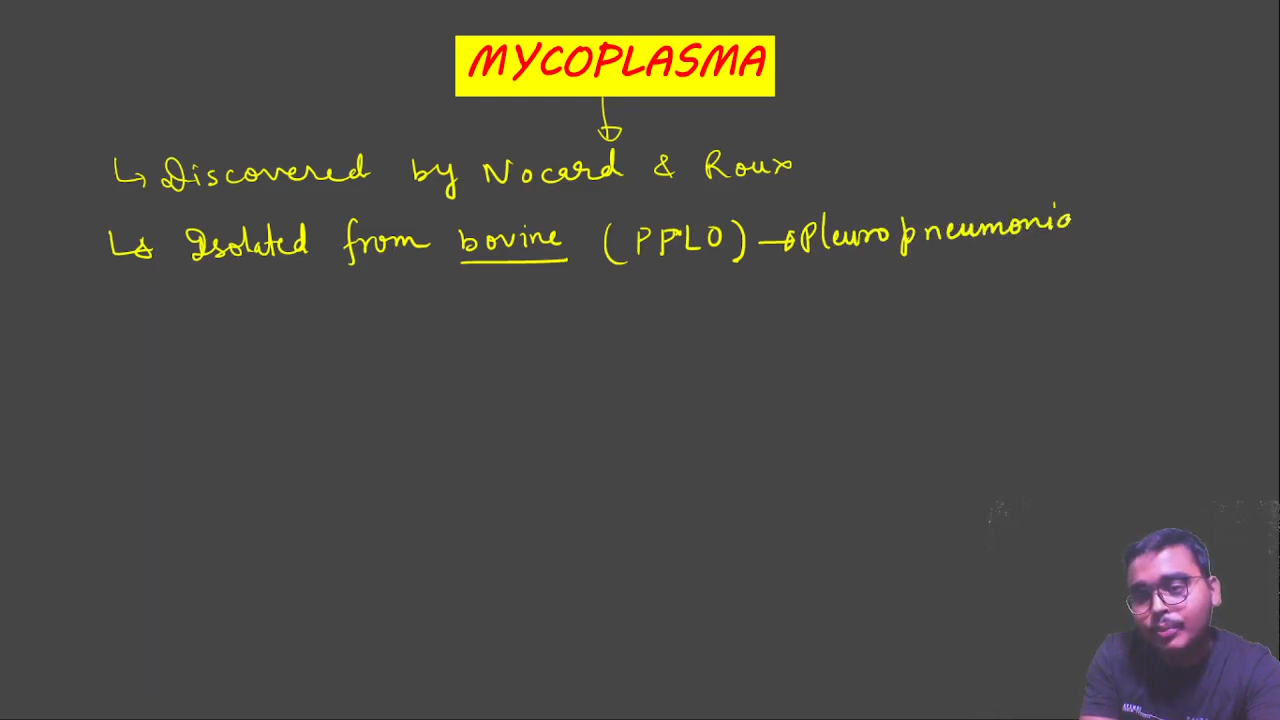 MYCOPLASMA
Discovered by Nocard & Roux
Isolated from bovine (PPLO) → Pleuropneumonia